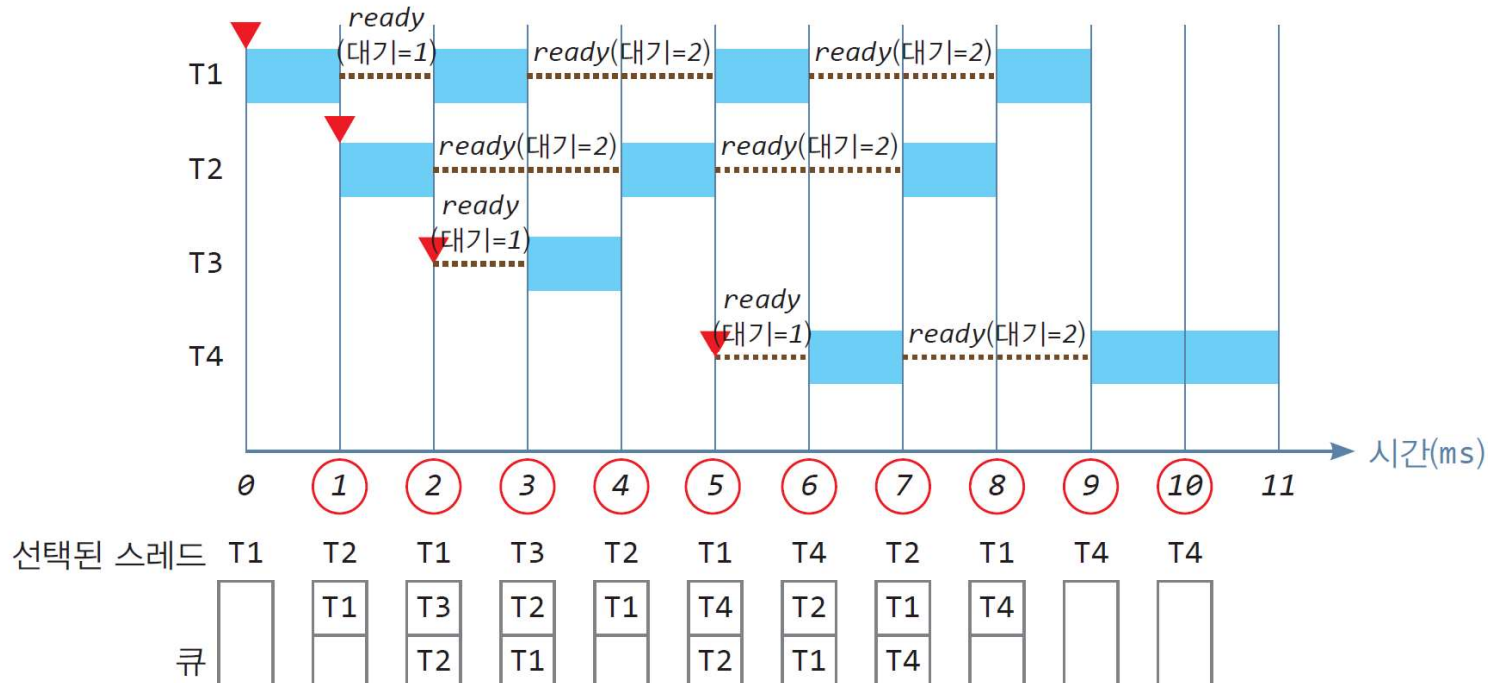 ready
(대기=1) ready(대기=2) ready(대기=2)
T1
ready(대기=2) ready(대기=2)
T2
ready
(대기=1)
T3
ready
(대기=1) ready(대기=2)
T4
시간(ms)
0 1 2 3 4 5 6 7 8 9 10 11
선택된 스레드 T1 T2 T1 T3 T2 T1 T4 T2 T1 T4 T4
T1 T3 T2 T1 T4 T2 T1 T4
큐 T2 T1 T2 T1 T4